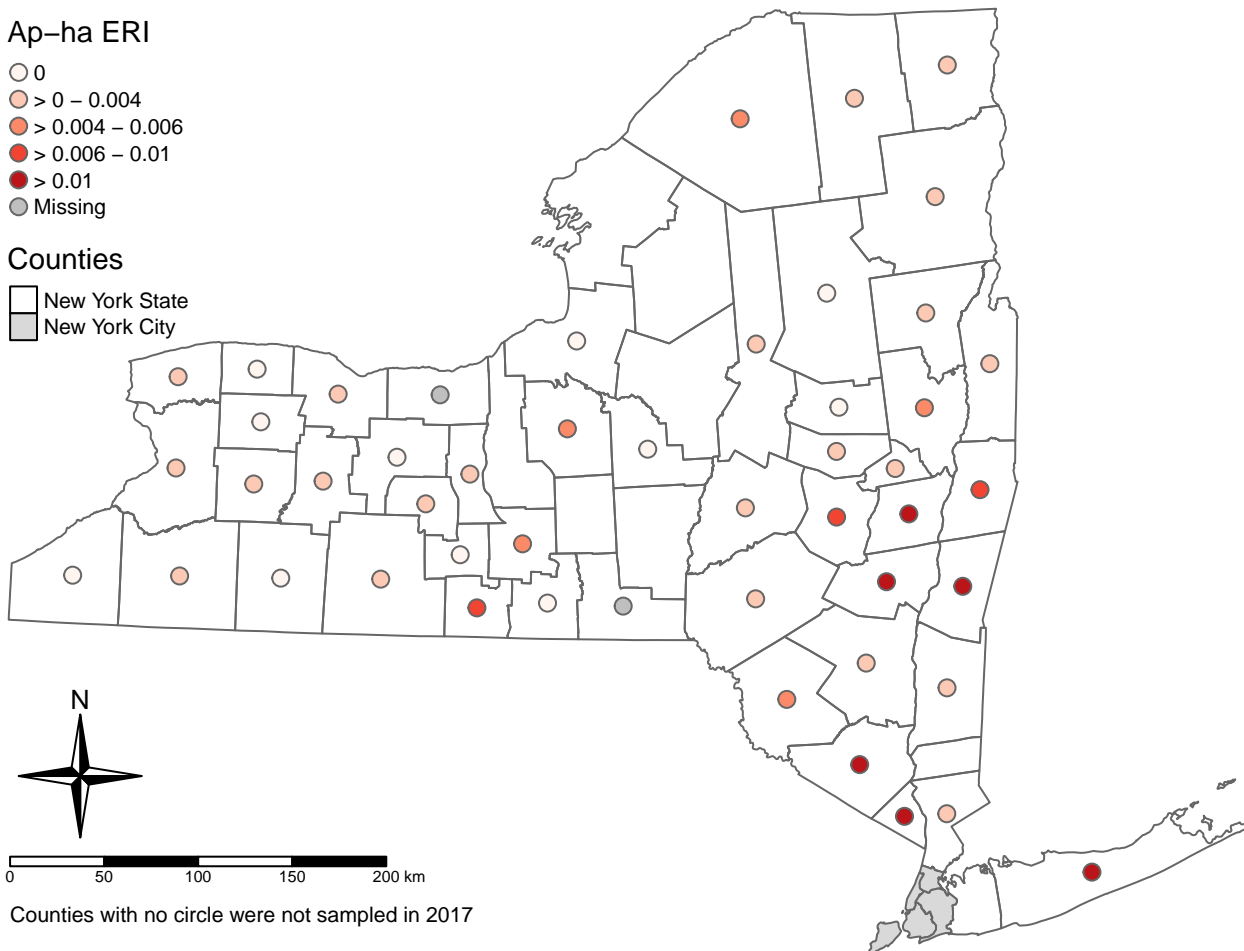 Ap−ha ERI
0
> 0 − 0.004
> 0.004 − 0.006
> 0.006 − 0.01
> 0.01
Missing
Counties
New York State
New York City
N
0 50 100 150 200 km
Counties with no circle were not sampled in 2017